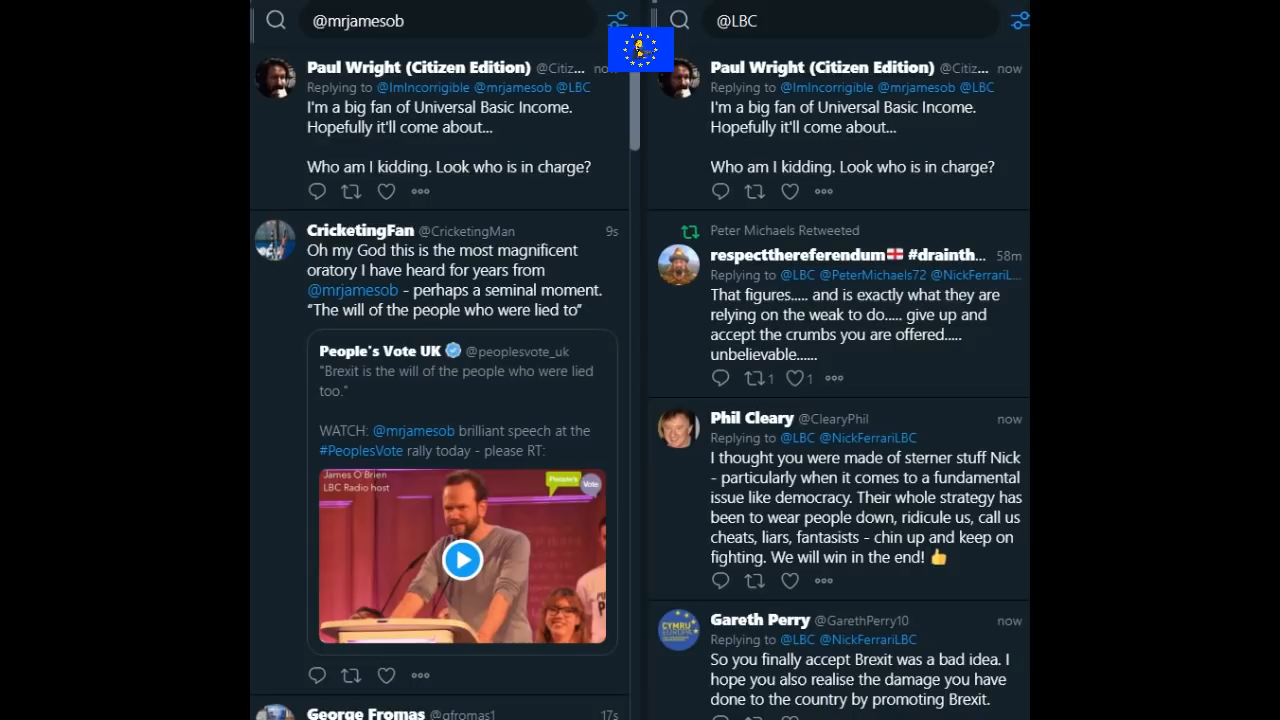 @mrjamesob
Paul Wright (Citizen Edition) @Citiz... now
Replying to @ImIncorrigible @mrjamesob @LBC
I'm a big fan of Universal Basic Income.
Hopefully it'll come about...
Who am I kidding. Look who is in charge?
CricketingFan @CricketingMan 9s
Oh my God this is the most magnificent
oratory I have heard for years from
@mrjamesob - perhaps a seminal moment.
“The will of the people who were lied to”
People's Vote UK @peoplesvote_uk
"Brexit is the will of the people who were lied
too."
WATCH: @mrjamesob brilliant speech at the
#PeoplesVote rally today - please RT:
James O'Brien
LBC Radio host
People's
Vote
George Fromas @gfromas1 17s
@LBC
Paul Wright (Citizen Edition) @Citiz... now
Replying to @ImIncorrigible @mrjamesob @LBC
I'm a big fan of Universal Basic Income.
Hopefully it'll come about...
Who am I kidding. Look who is in charge?
Peter Michaels Retweeted
respectthereferendum🏴󠁧󠁢󠁥󠁮󠁧󠁿 #drainth... 58m
Replying to @LBC @PeterMichaels72 @NickFerrariL...
That figures..... and is exactly what they are
relying on the weak to do..... give up and
accept the crumbs you are offered.....
unbelievable......
1 1
Phil Cleary @ClearyPhil now
Replying to @LBC @NickFerrariLBC
I thought you were made of sterner stuff Nick
- particularly when it comes to a fundamental
issue like democracy. Their whole strategy has
been to wear people down, ridicule us, call us
cheats, liars, fantasists - chin up and keep on
fighting. We will win in the end! 👍
Gareth Perry @GarethPerry10 now
CYMRU
EUROPA
Replying to @LBC @NickFerrariLBC
So you finally accept Brexit was a bad idea. I
hope you also realise the damage you have
done to the country by promoting Brexit.